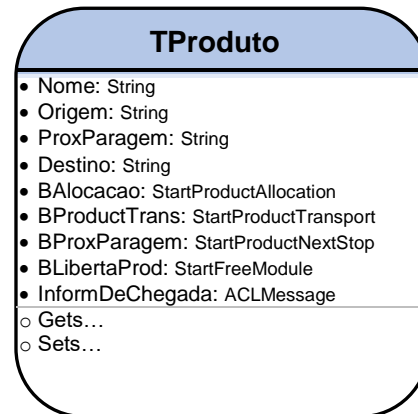 TProduto
• Nome: String
• Origem: String
• ProxParagem: String
• Destino: String
• BAlocacao: StartProductAllocation
• BProductTrans: StartProductTransport
• BProxParagem: StartProductNextStop
• BLibertaProd: StartFreeModule
• InformDeChegada: ACLMessage
○ Gets…
○ Sets…